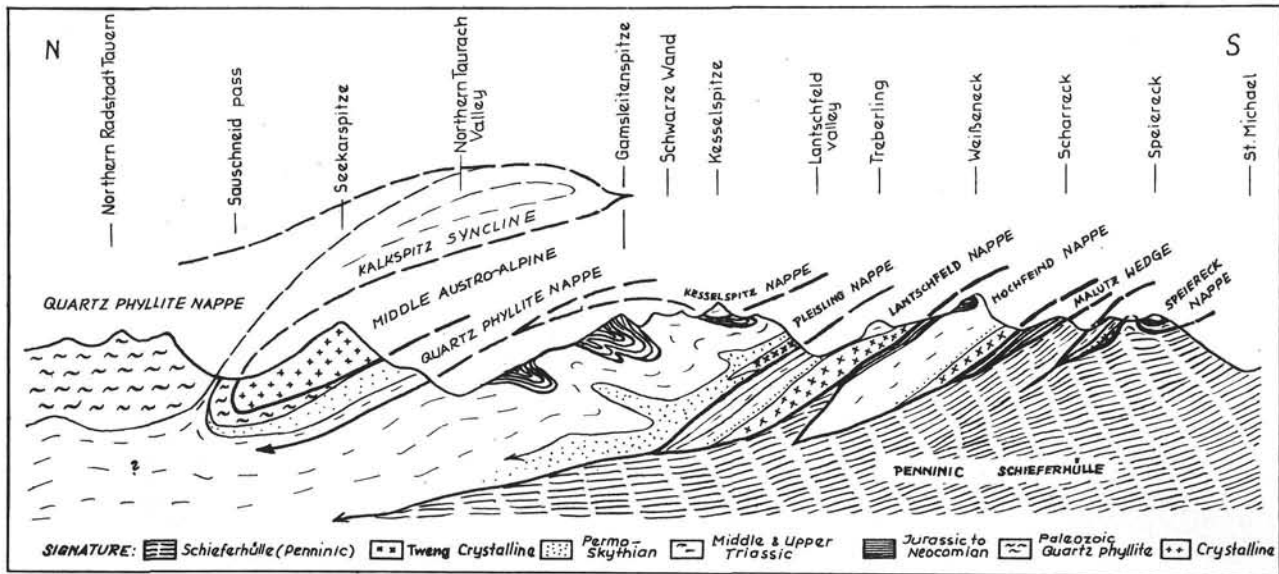 N
S
Northern Radstadt Tauern
Sauschneid pass
Seekarspitze
Northern Taurach
Valley
Gamsleitenspitze
Schwarze Wand
Kesselspitze
Lantschfeld
valley
Treberling
Weißeneck
Scharreck
Speiereck
St. Michael
KALKSPITZ SYNCLINE
MIDDLE AUSTRO-ALPINE
QUARTZ PHYLLITE NAPPE
QUARTZ PHYLLITE NAPPE
KESSELSPITZ NAPPE
PLEISLING NAPPE
LANTSCHFELD NAPPE
HOCHFEIND NAPPE
MALUTZ WEDGE
SPEIERECK
NAPPE
?
PENNINIC SCHIEFERHÜLLE
SIGNATURE:
Schieferhülle (Penninic)
Tweng Crystalline
Permo-
Skythian
Middle & Upper
Triassic
Jurassic to
Neocomian
Paleozoic
Quartz phyllite
Crystalline